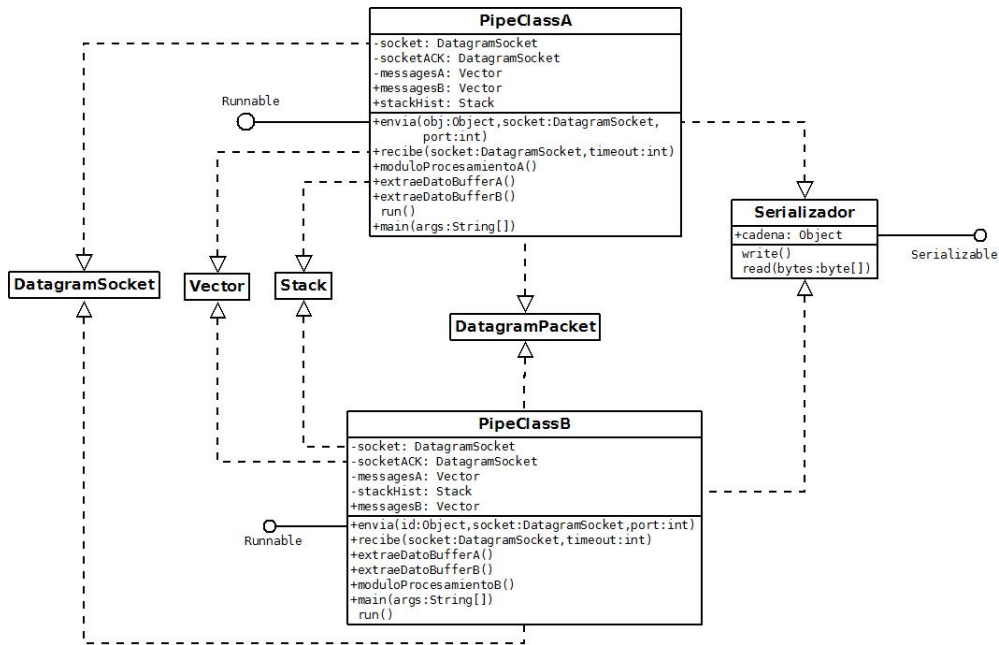 PipeClassA
-socket: DatagramSocket
-socketACK: DatagramSocket
-messagesA: Vector
+messagesB: Vector
+stackHist: Stack
Runnable
+envia(obj:Object,socket:DatagramSocket,
port:int)
+recibe(socket:DatagramSocket,timeout:int)
+moduloProcesamientoA()
+extraeDatoBufferA()
+extraeDatoBufferB()
run()
+main(args:String[])
Serializador
+cadena: Object
write()
read(bytes:byte[])
Serializable
DatagramSocket
Vector
Stack
DatagramPacket
PipeClassB
-socket: DatagramSocket
-socketACK: DatagramSocket
-messagesA: Vector
-stackHist: Stack
+messagesB: Vector
Runnable
+envia(id:Object,socket:DatagramSocket,port:int)
+recibe(socket:DatagramSocket,timeout:int)
+extraeDatoBufferA()
+extraeDatoBufferB()
+moduloProcesamientoB()
+main(args:String[])
run()